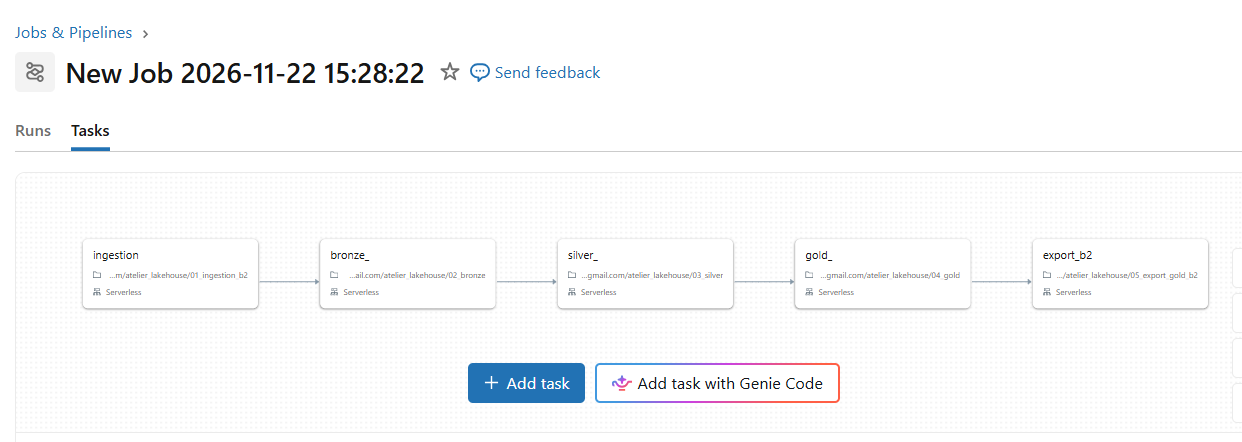 Jobs & Pipelines ›
New Job 2026-11-22 15:28:22 Send feedback
Runs Tasks
ingestion
...m/atelier_lakehouse/01_ingestion_b2
Serverless
bronze_
...ail.com/atelier_lakehouse/02_bronze
Serverless
silver_
...gmail.com/atelier_lakehouse/03_silver
Serverless
gold_
...gmail.com/atelier_lakehouse/04_gold
Serverless
export_b2
.../atelier_lakehouse/05_export_gold_b2
Serverless
+ Add task
Add task with Genie Code